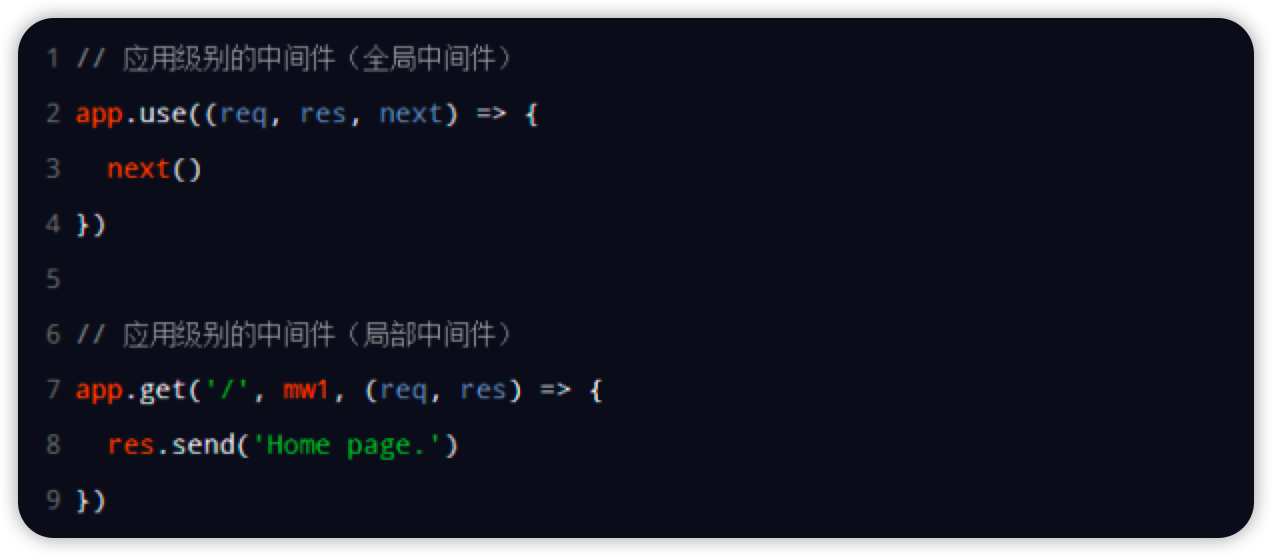 1 // 应用级别的中间件（全局中间件）
2 app.use((req, res, next) => {
3   next()
4 })
5
6 // 应用级别的中间件（局部中间件）
7 app.get('/', mw1, (req, res) => {
8   res.send('Home page.')
9 })